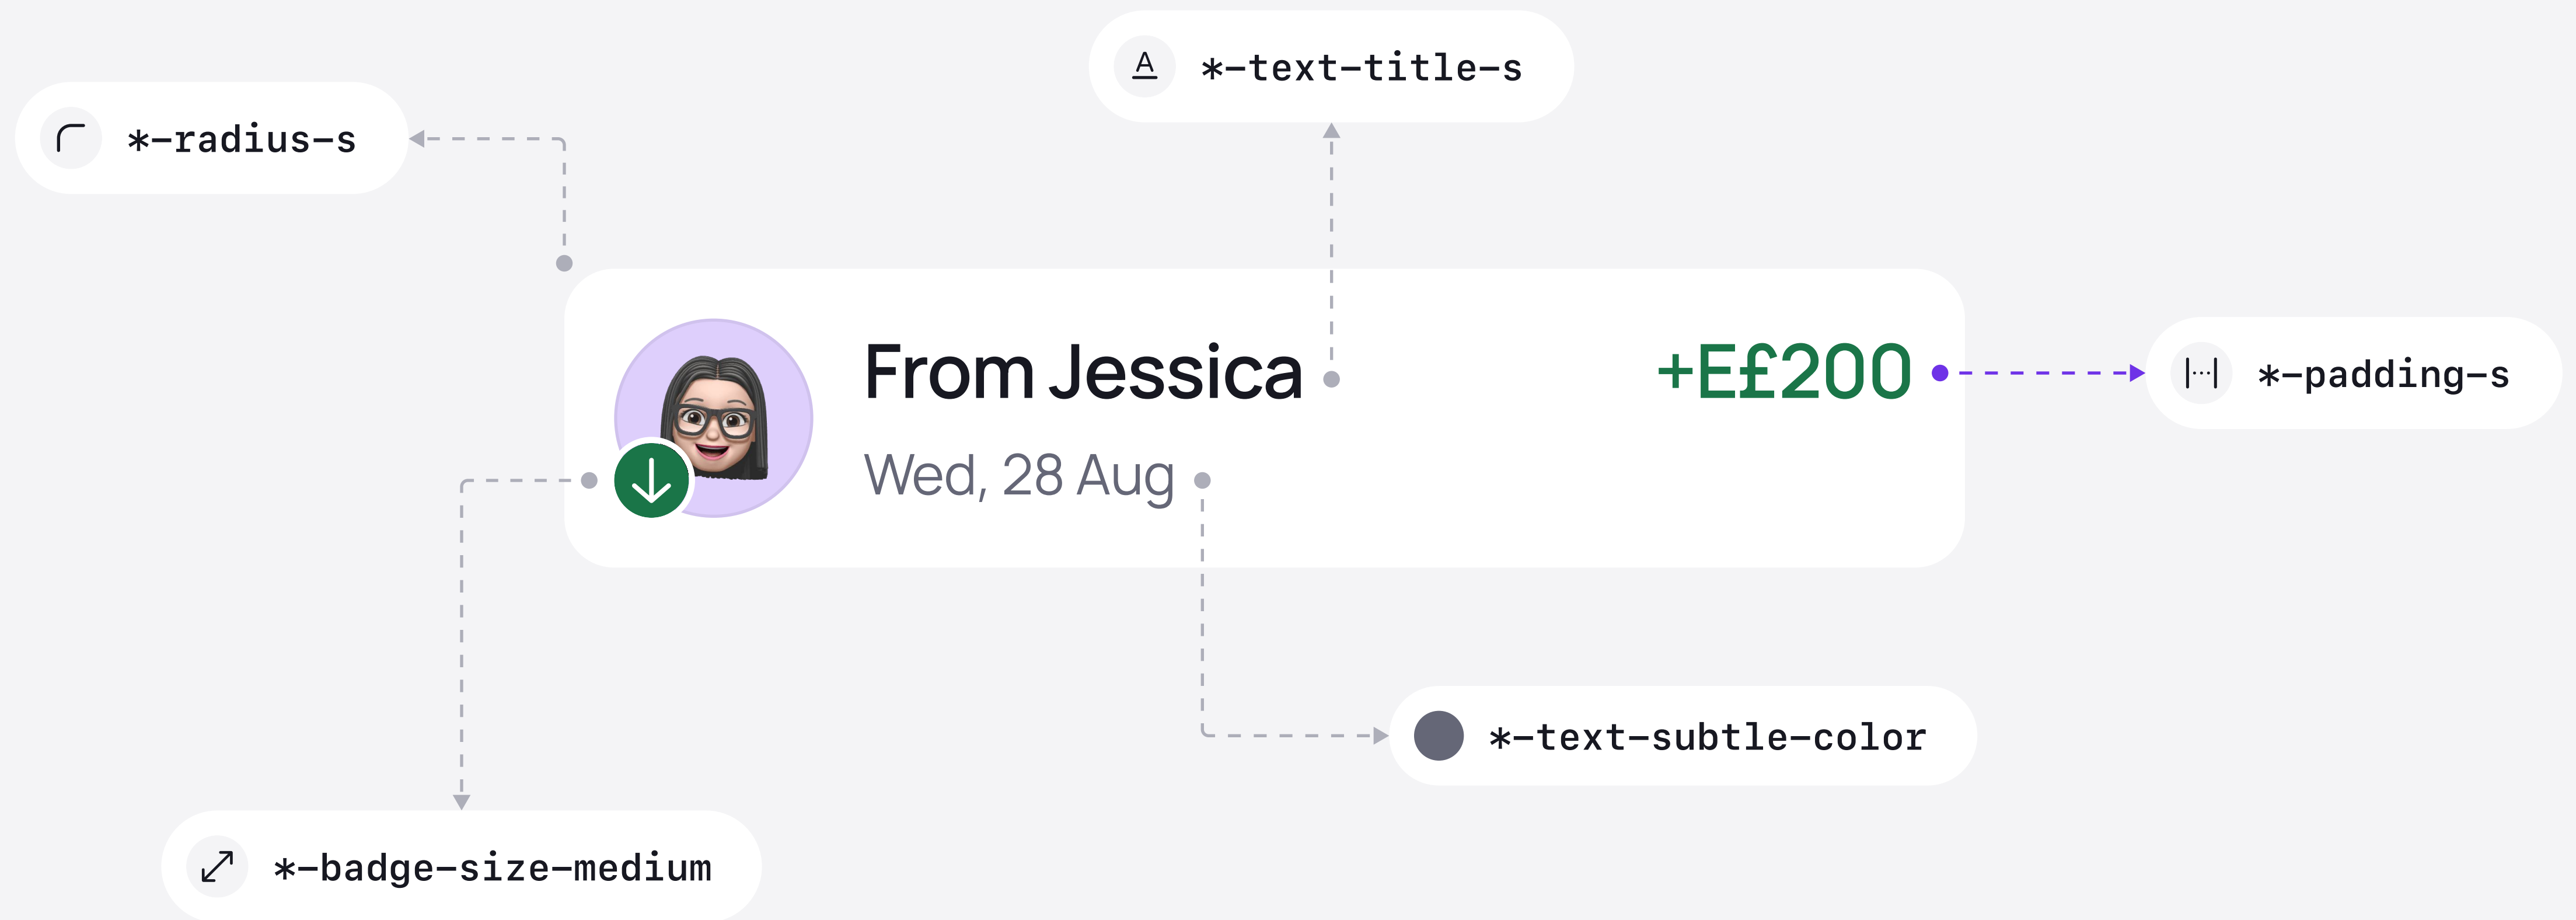 *-text-title-s
*-radius-s
From Jessica
+E£200
*-padding-s
Wed, 28 Aug
*-text-subtle-color
*-badge-size-medium